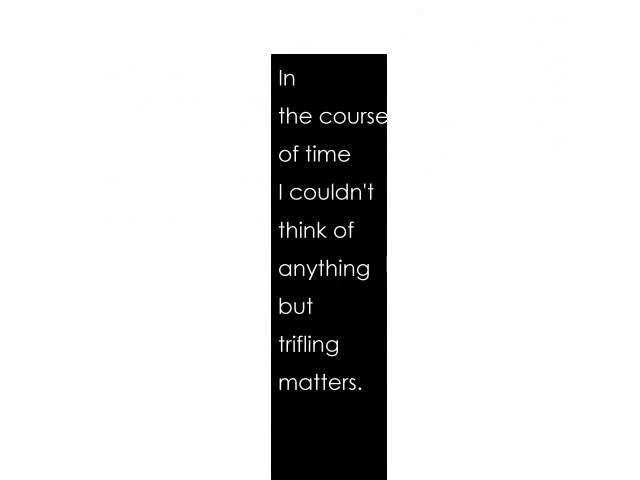 In
the course
of time
I couldn't
think of
anything
but
trifling
matters.